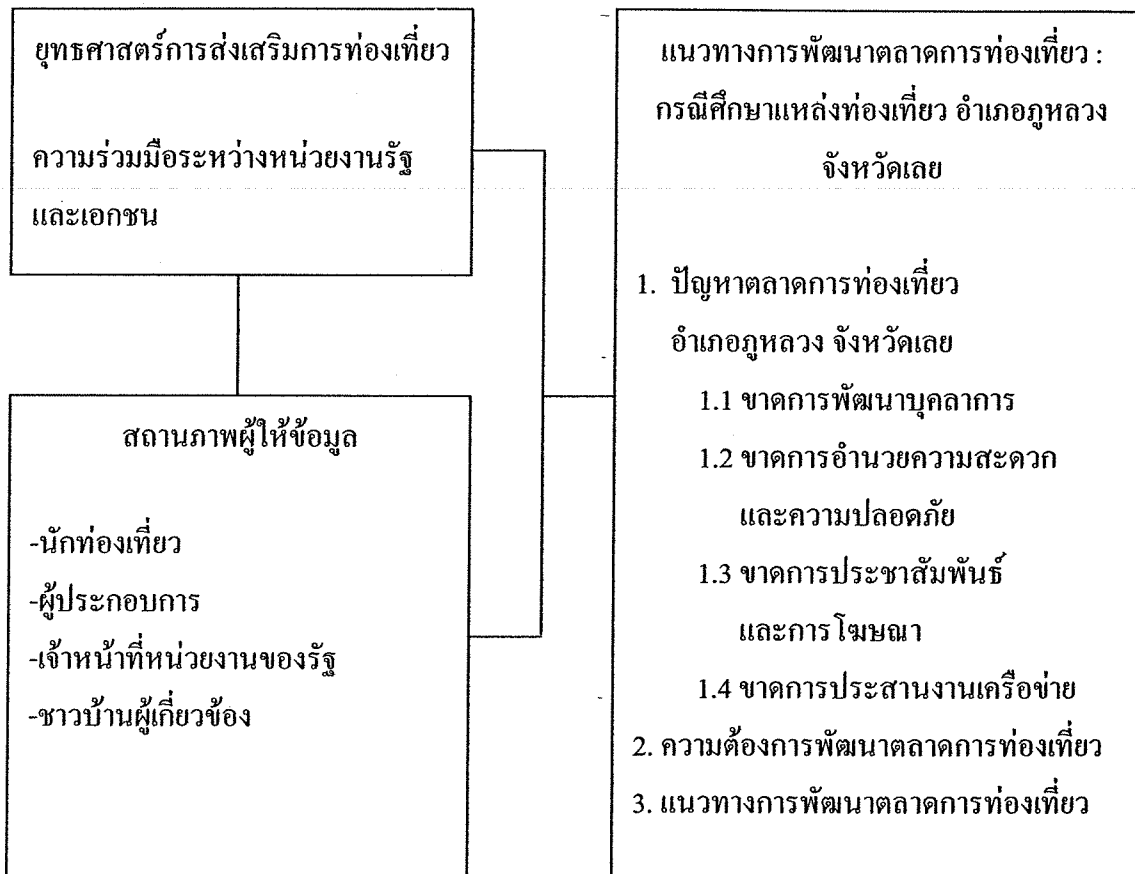 ยุทธศาสตร์การส่งเสริมการท่องเที่ยว
ความร่วมมือระหว่างหน่วยงานรัฐ
และเอกชน
สถานภาพผู้ให้ข้อมูล
-นักท่องเที่ยว
-ผู้ประกอบการ
-เจ้าหน้าที่หน่วยงานของรัฐ
-ชาวบ้านผู้เกี่ยวข้อง
แนวทางการพัฒนาตลาดการท่องเที่ยว :
กรณีศึกษาแหล่งท่องเที่ยว อำเภอภูหลวง
จังหวัดเลย
1. ปัญหาตลาดการท่องเที่ยว
อำเภอภูหลวง จังหวัดเลย
1.1 ขาดการพัฒนาบุคลาการ
1.2 ขาดการอำนวยความสะดวก
และความปลอดภัย
1.3 ขาดการประชาสัมพันธ์
และการโฆษณา
1.4 ขาดการประสานงานเครือข่าย
2. ความต้องการพัฒนาตลาดการท่องเที่ยว
3. แนวทางการพัฒนาตลาดการท่องเที่ยว